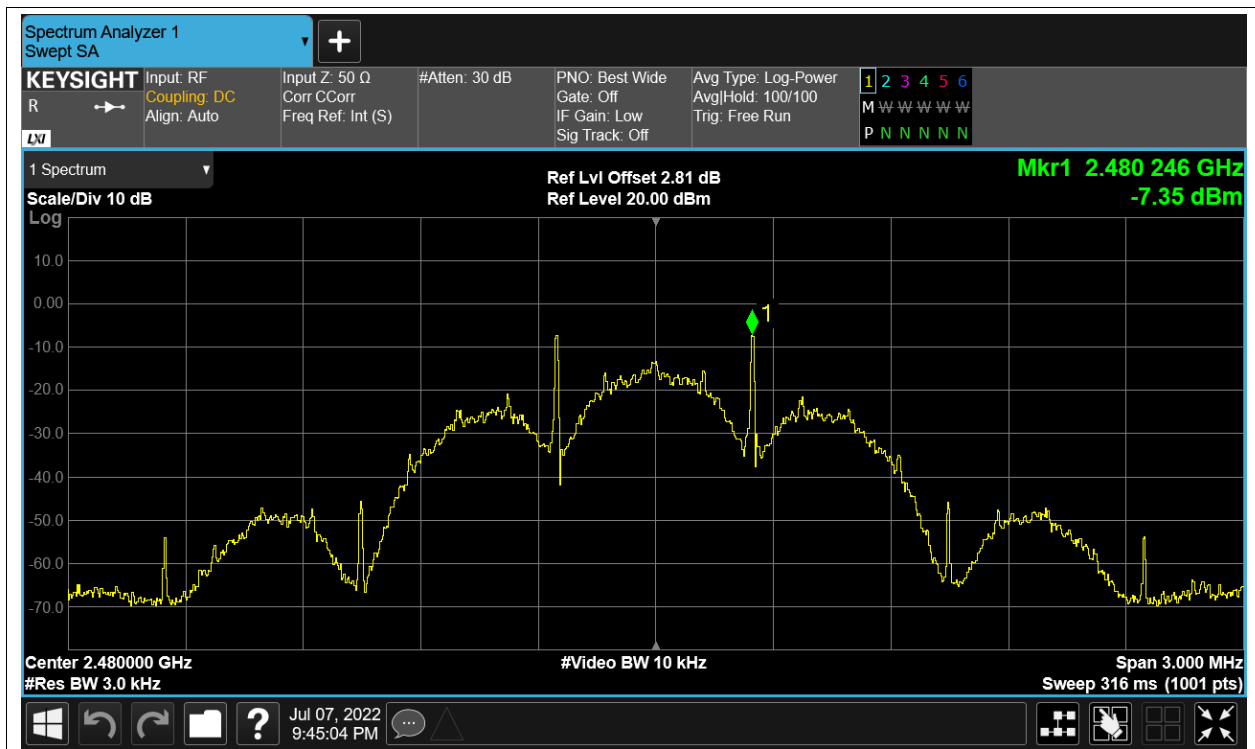 Spectrum Analyzer 1
Swept SA
KEYSIGHT
R
LXI
Input: RF
Coupling: DC
Align: Auto
Input Z: 50 Ω
Corr CCorr
Freq Ref: Int (S)
#Atten: 30 dB
PNO: Best Wide
Gate: Off
IF Gain: Low
Sig Track: Off
Avg Type: Log-Power
Avg|Hold: 100/100
Trig: Free Run
1 2 3 4 5 6
M W W W W W
P N N N N N
1 Spectrum
Scale/Div 10 dB
Ref Lvl Offset 2.81 dB
Ref Level 20.00 dBm
Mkr1 2.480 246 GHz
-7.35 dBm
Log
10.0
0.00
-10.0
-20.0
-30.0
-40.0
-50.0
-60.0
-70.0
1
Center 2.480000 GHz
#Res BW 3.0 kHz
#Video BW 10 kHz
Span 3.000 MHz
Sweep 316 ms (1001 pts)
?
Jul 07, 2022
9:45:04 PM